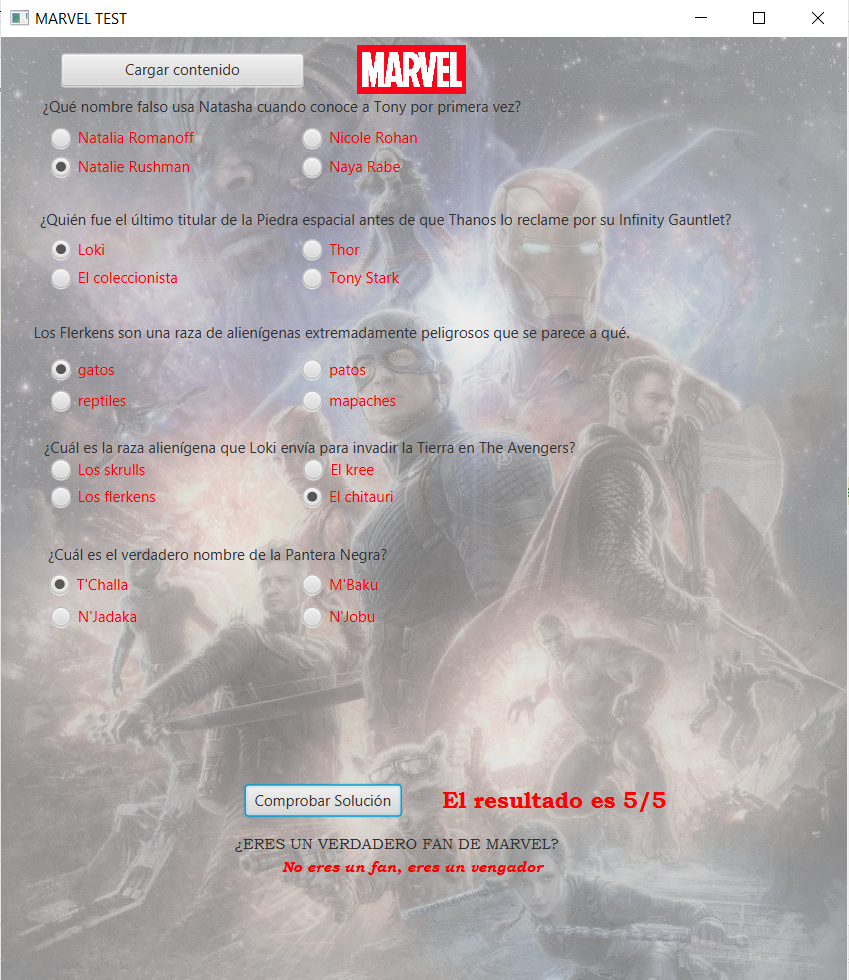 MARVEL TEST
Cargar contenido
MARVEL
¿Qué nombre falso usa Natasha cuando conoce a Tony por primera vez?
Natalia Romanoff
Nicole Rohan
Natalie Rushman
Naya Rabe
¿Quién fue el último titular de la Piedra espacial antes de que Thanos lo reclame por su Infinity Gauntlet?
Loki
Thor
El coleccionista
Tony Stark
Los Flerkens son una raza de alienígenas extremadamente peligrosos que se parece a qué.
gatos
patos
reptiles
mapaches
¿Cuál es la raza alienígena que Loki envía para invadir la Tierra en The Avengers?
Los skrulls
El kree
Los flerkens
El chitauri
¿Cuál es el verdadero nombre de la Pantera Negra?
T'Challa
M'Baku
N'Jadaka
N'Jobu
Comprobar Solución
El resultado es 5/5
¿ERES UN VERDADERO FAN DE MARVEL?
No eres un fan, eres un vengador